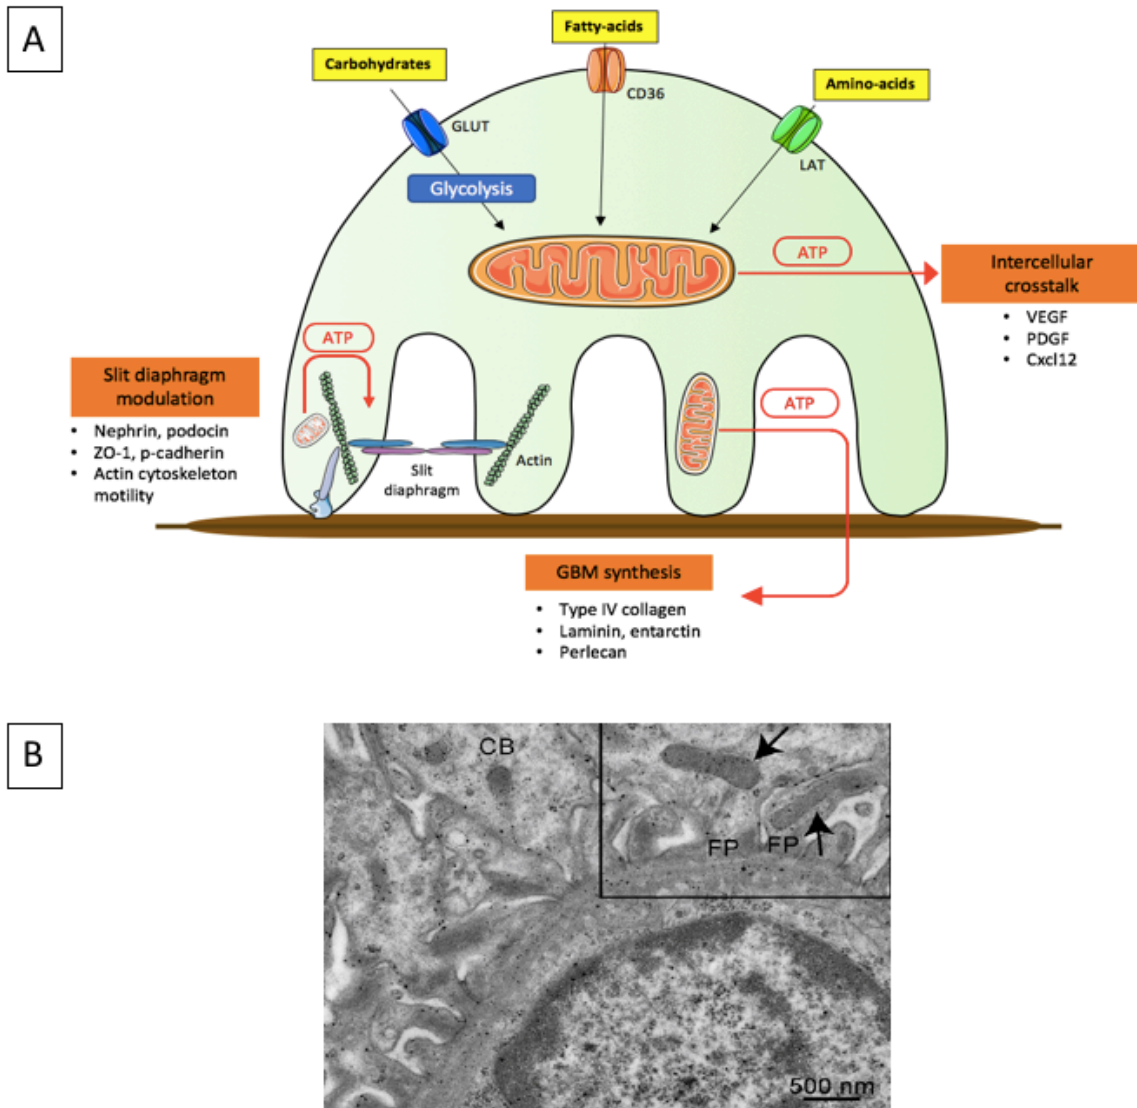 A
Fatty-acids
Carbohydrates
CD36
Amino-acids
GLUT
LAT
Glycolysis
ATP
Intercellular
crosstalk
• VEGF
• PDGF
• Cxcl12
ATP
Slit diaphragm
modulation
• Nephrin, podocin
• ZO-1, p-cadherin
• Actin cytoskeleton
motility
ATP
Actin
Slit
diaphragm
GBM synthesis
• Type IV collagen
• Laminin, entarctin
• Perlecan
B
CB
FP
FP
500 nm